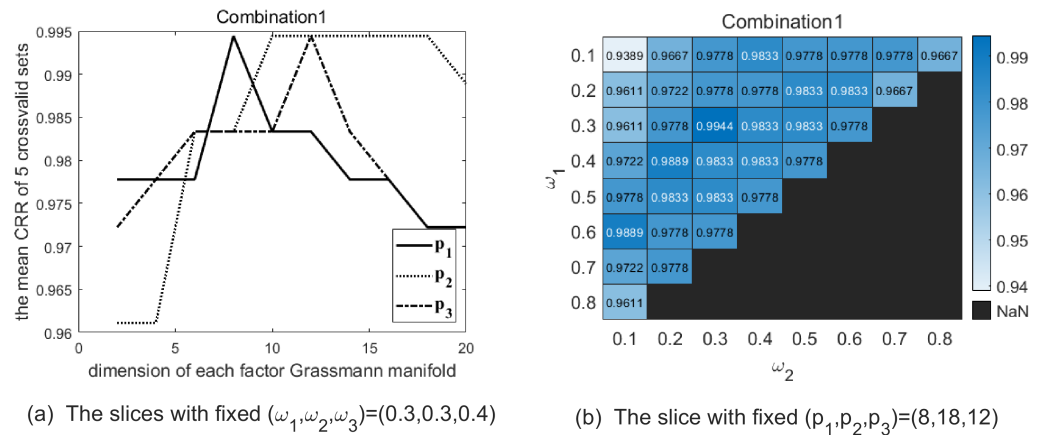 Combination1
the mean CRR of 5 crossvalid sets
0.995
0.99
0.985
0.98
0.975
0.97
0.965
0.96
p1
p2
p3
0 5 10 15 20
dimension of each factor Grassmann manifold
(a) The slices with fixed (ω1,ω2,ω3)=(0.3,0.3,0.4)
Combination1
ω1
0.1 0.9389 0.9667 0.9778 0.9833 0.9778 0.9778 0.9778 0.9667
0.2 0.9611 0.9722 0.9778 0.9778 0.9833 0.9833 0.9667
0.3 0.9611 0.9778 0.9944 0.9833 0.9833 0.9778
0.4 0.9722 0.9889 0.9833 0.9833 0.9778
0.5 0.9778 0.9833 0.9833 0.9778
0.6 0.9889 0.9778 0.9778
0.7 0.9722 0.9778
0.8 0.9611
0.1 0.2 0.3 0.4 0.5 0.6 0.7 0.8
ω2
0.99
0.98
0.97
0.96
0.95
0.94
NaN
(b) The slice with fixed (p1,p2,p3)=(8,18,12)